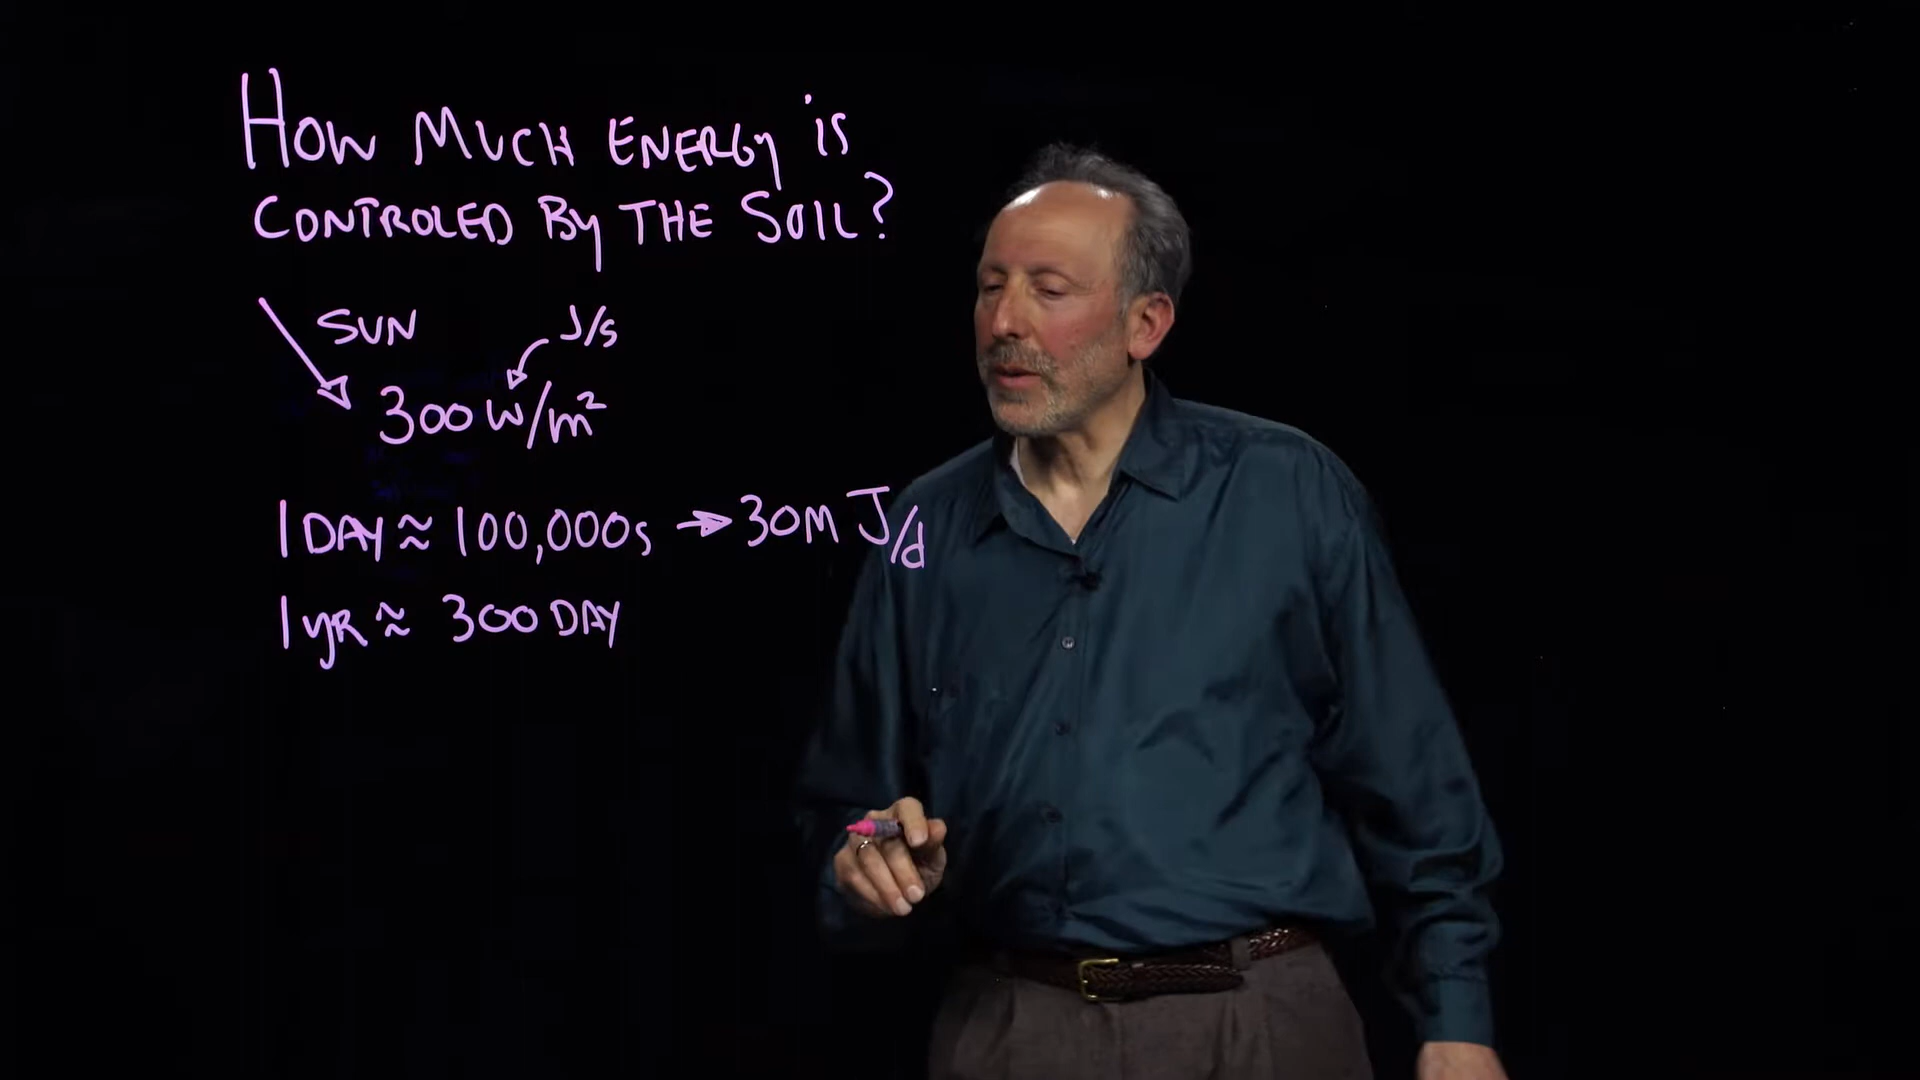 HOW MUCH ENERGY is
CONTROLED By THE SOIL?
SUN
J/s
300 W/m²
1 DAY ≈ 100,000s → 30M J/d
1 yR ≈ 300 DAY